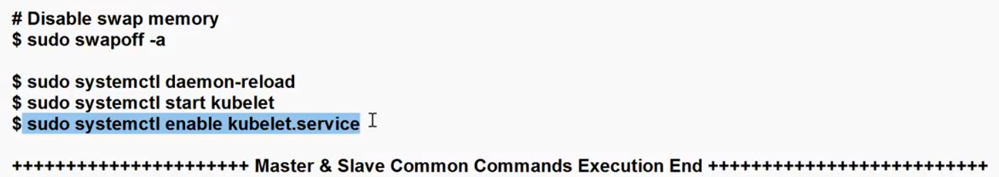 # Disable swap memory
$ sudo swapoff -a
$ sudo systemctl daemon-reload
$ sudo systemctl start kubelet
$ sudo systemctl enable kubelet.service
++++++++++++++++++++++ Master & Slave Common Commands Execution End ++++++++++++++++++++++++++